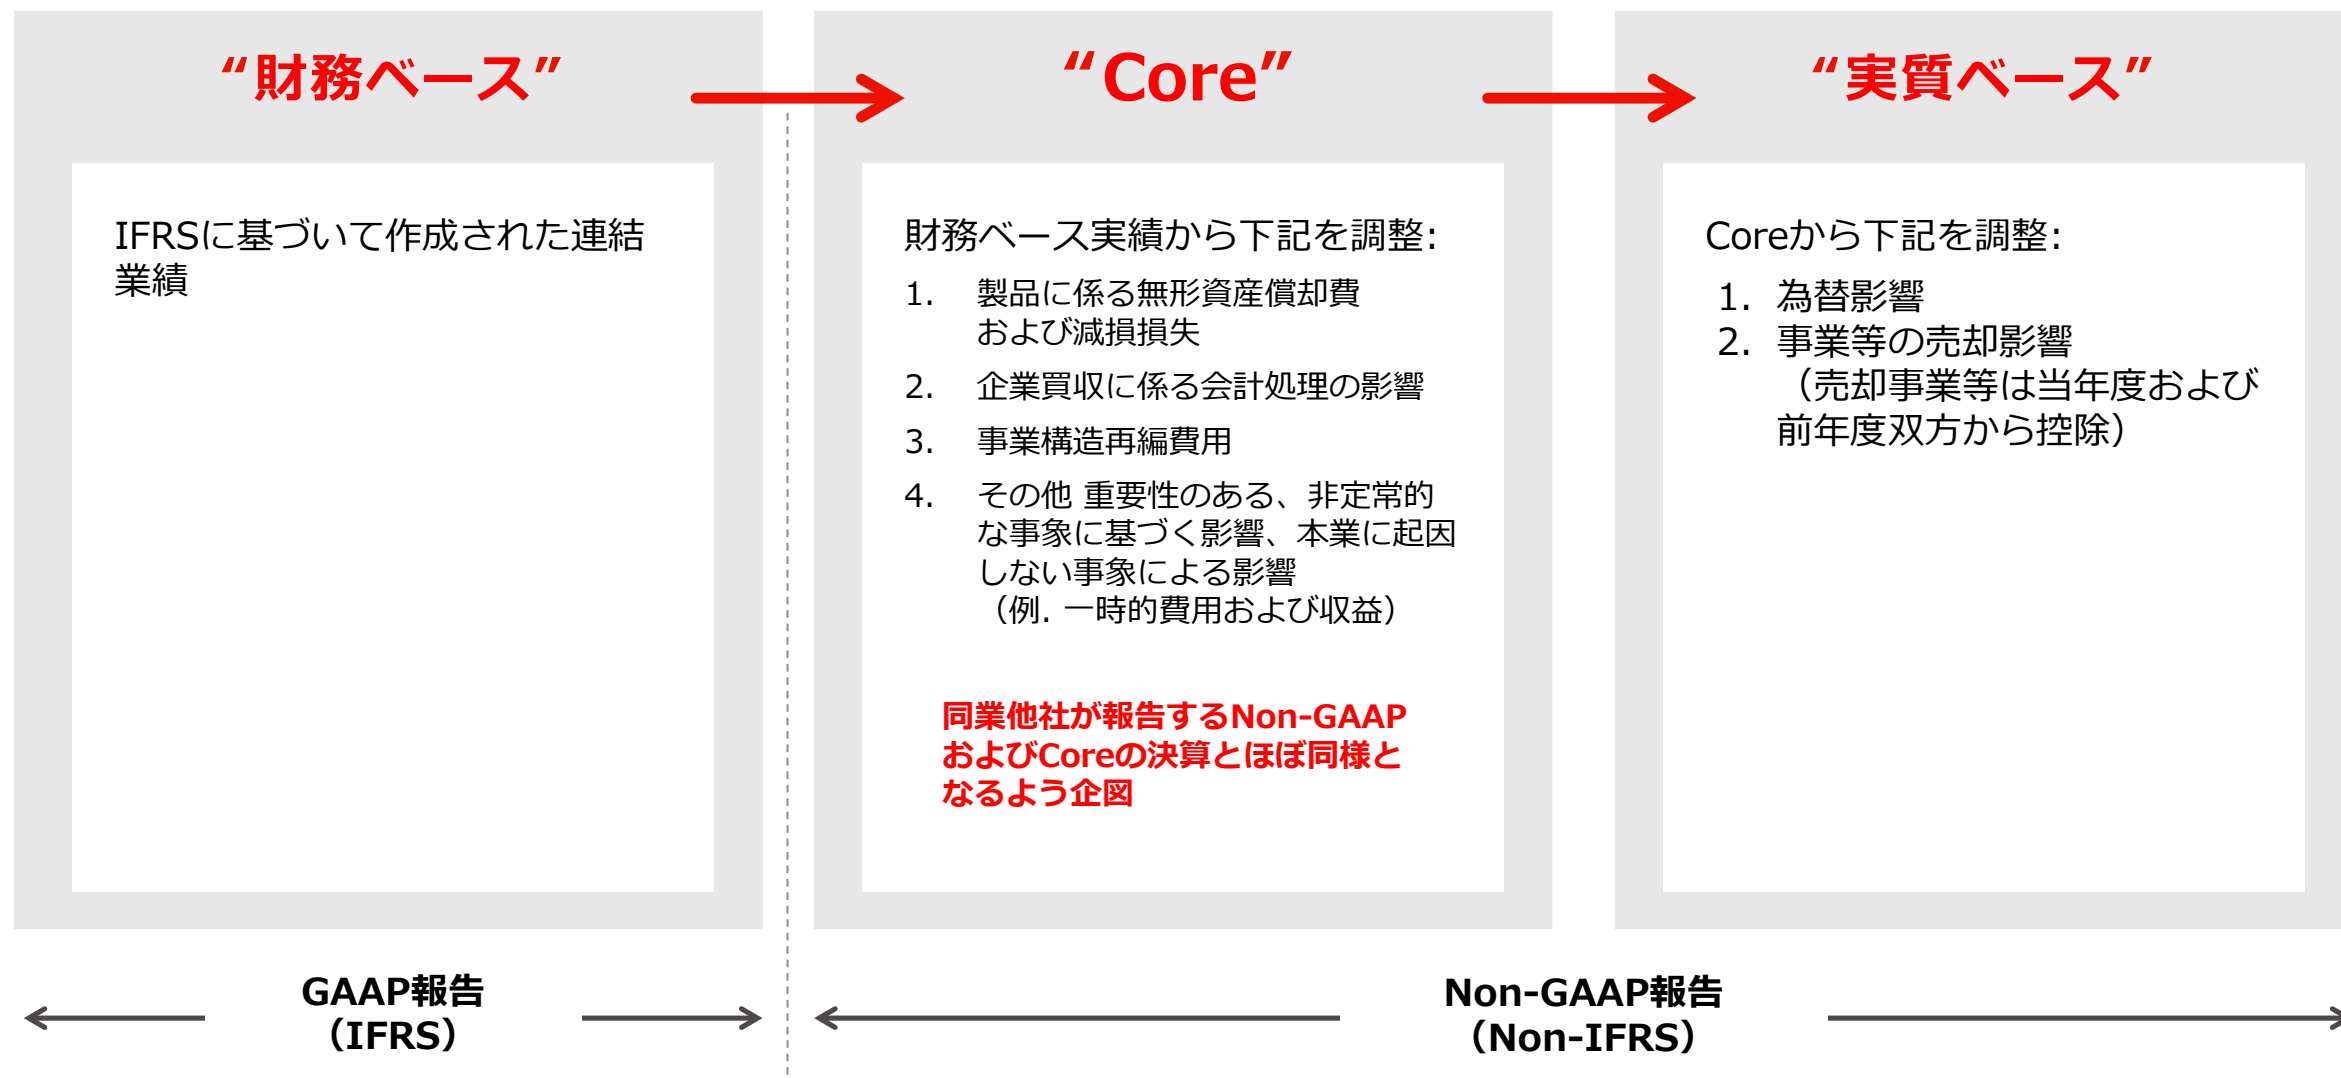 “財務ベース”
IFRSに基づいて作成された連結
業績
“Core”
財務ベース実績から下記を調整:
1. 製品に係る無形資産償却費
および減損損失
2. 企業買収に係る会計処理の影響
3. 事業構造再編費用
4. その他 重要性のある、非定常的
な事象に基づく影響、本業に起因
しない事象による影響
（例. 一時的費用および収益）
同業他社が報告するNon-GAAP
およびCoreの決算とほぼ同様と
なるよう企図
“実質ベース”
Coreから下記を調整:
1. 為替影響
2. 事業等の売却影響
（売却事業等は当年度および
前年度双方から控除）
GAAP報告
（IFRS）
Non-GAAP報告
（Non-IFRS）